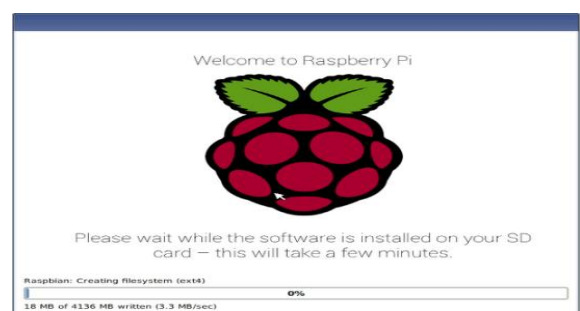 Welcome to Raspberry Pi
Please wait while the software is installed on your SD
card – this will take a few minutes.
Raspbian: Creating filesystem (ext4)
0%
18 MB of 4136 MB written (3.3 MB/sec)